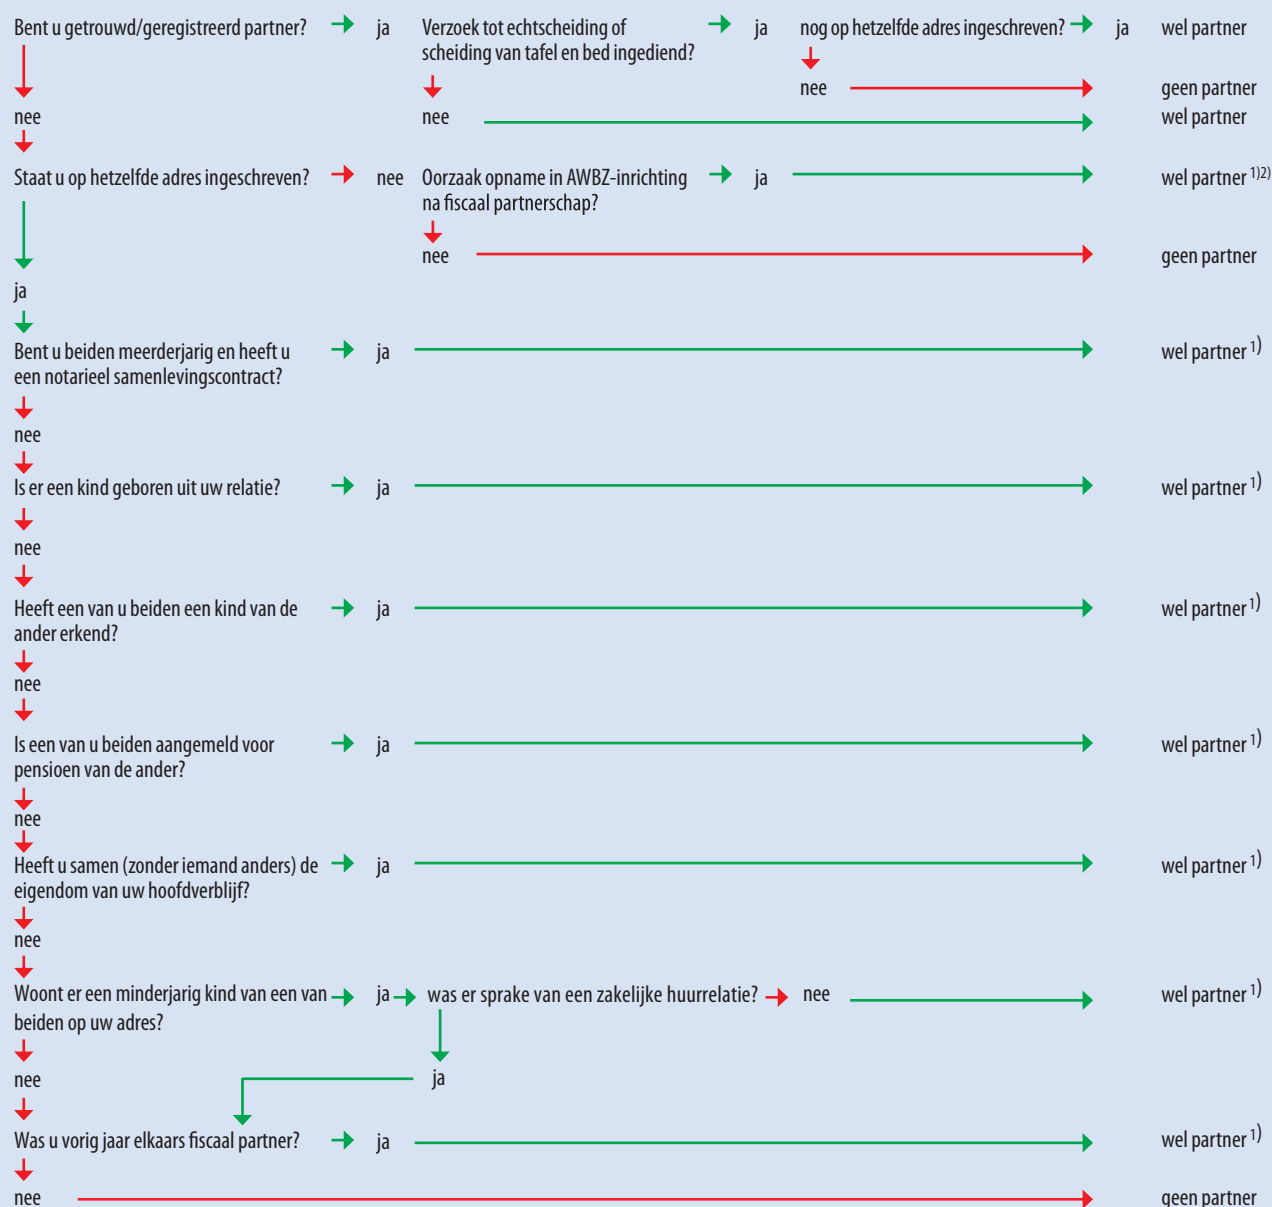 Bent u getrouwd/geregistreerd partner? ja Verzoek tot echtscheiding of ja nog op hetzelfde adres ingeschreven? ja wel partner
scheiding van tafel en bed ingediend?
nee geen partner
nee nee wel partner
Staat u op hetzelfde adres ingeschreven? nee Oorzaak opname in AWBZ-inrichting ja wel partner 1)2)
na fiscaal partnerschap?
nee geen partner
ja
Bent u beiden meerderjarig en heeft u ja wel partner 1)
een notarieel samenlevingscontract?
nee
Is er een kind geboren uit uw relatie? ja wel partner 1)
nee
Heeft een van u beiden een kind van de ja wel partner 1)
ander erkend?
nee
Is een van u beiden aangemeld voor ja wel partner 1)
pensioen van de ander?
nee
Heeft u samen (zonder iemand anders) de ja wel partner 1)
eigendom van uw hoofdverblijf?
nee
Woont er een minderjarig kind van een van ja was er sprake van een zakelijke huurrelatie? nee wel partner 1)
beiden op uw adres?
nee ja
Was u vorig jaar elkaars fiscaal partner? ja wel partner 1)
nee geen partner